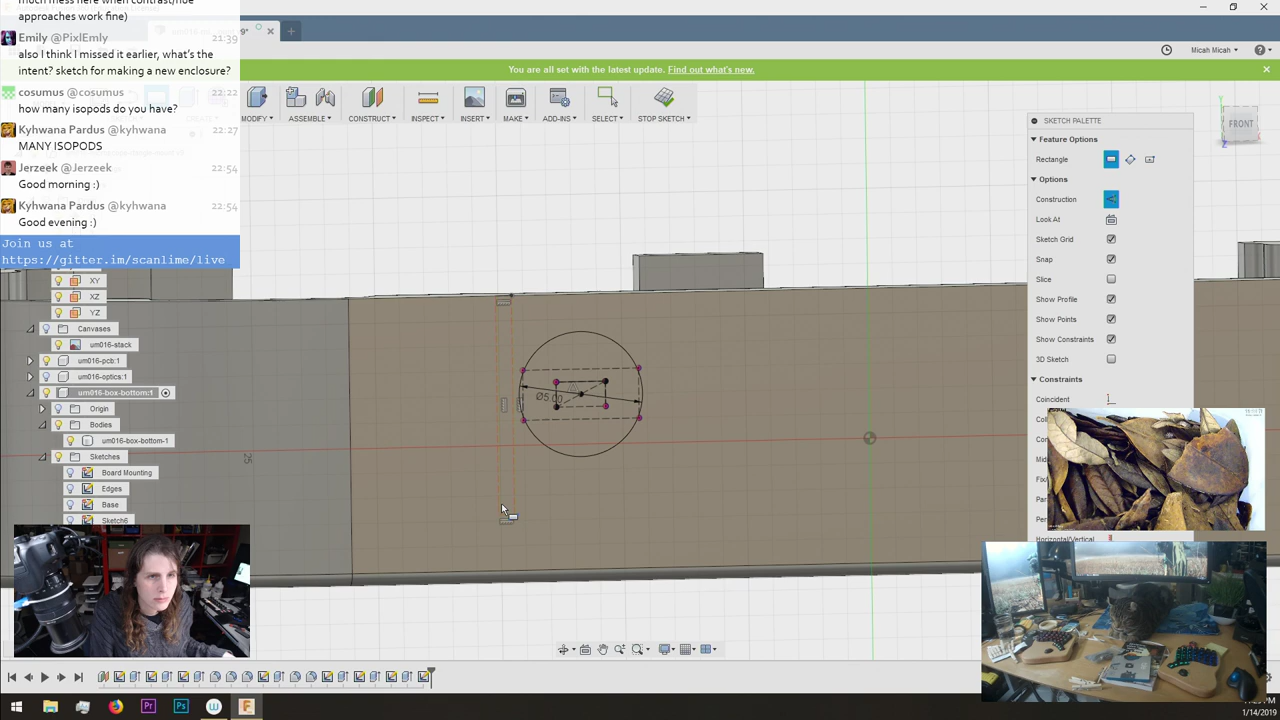 approaches work fine)
Emily @PixlEmly 21:39
also I think I missed it earlier, what's the
intent? sketch for making a new enclosure?
cosumus @cosumus 22:22
how many isopods do you have?
Kyhwana Pardus @kyhwana 22:27
MANY ISOPODS
Jerzeek @Jerzeek 22:54
Good morning :)
Kyhwana Pardus @kyhwana 22:54
Good evening :)
Join us at
https://gitter.im/scanlime/live
Micah Micah
You are all set with the latest update. Find out what's new.
MODIFY
ASSEMBLE
CONSTRUCT
INSPECT
INSERT
MAKE
ADD-INS
SELECT
STOP SKETCH
FRONT
SKETCH PALETTE
Feature Options
Rectangle
Options
Construction
Look At
Sketch Grid
Snap
Slice
Show Profile
Show Points
Show Constraints
3D Sketch
Constraints
Coincident
Horizontal/Vertical
XY
XZ
YZ
Canvases
um016-stack
um016-pcb:1
um016-optics:1
um016-box-bottom:1
Origin
Bodies
um016-box-bottom-1
Sketches
Board Mounting
Edges
Base
Sketch6
25
Ø5.00
1/14/2019